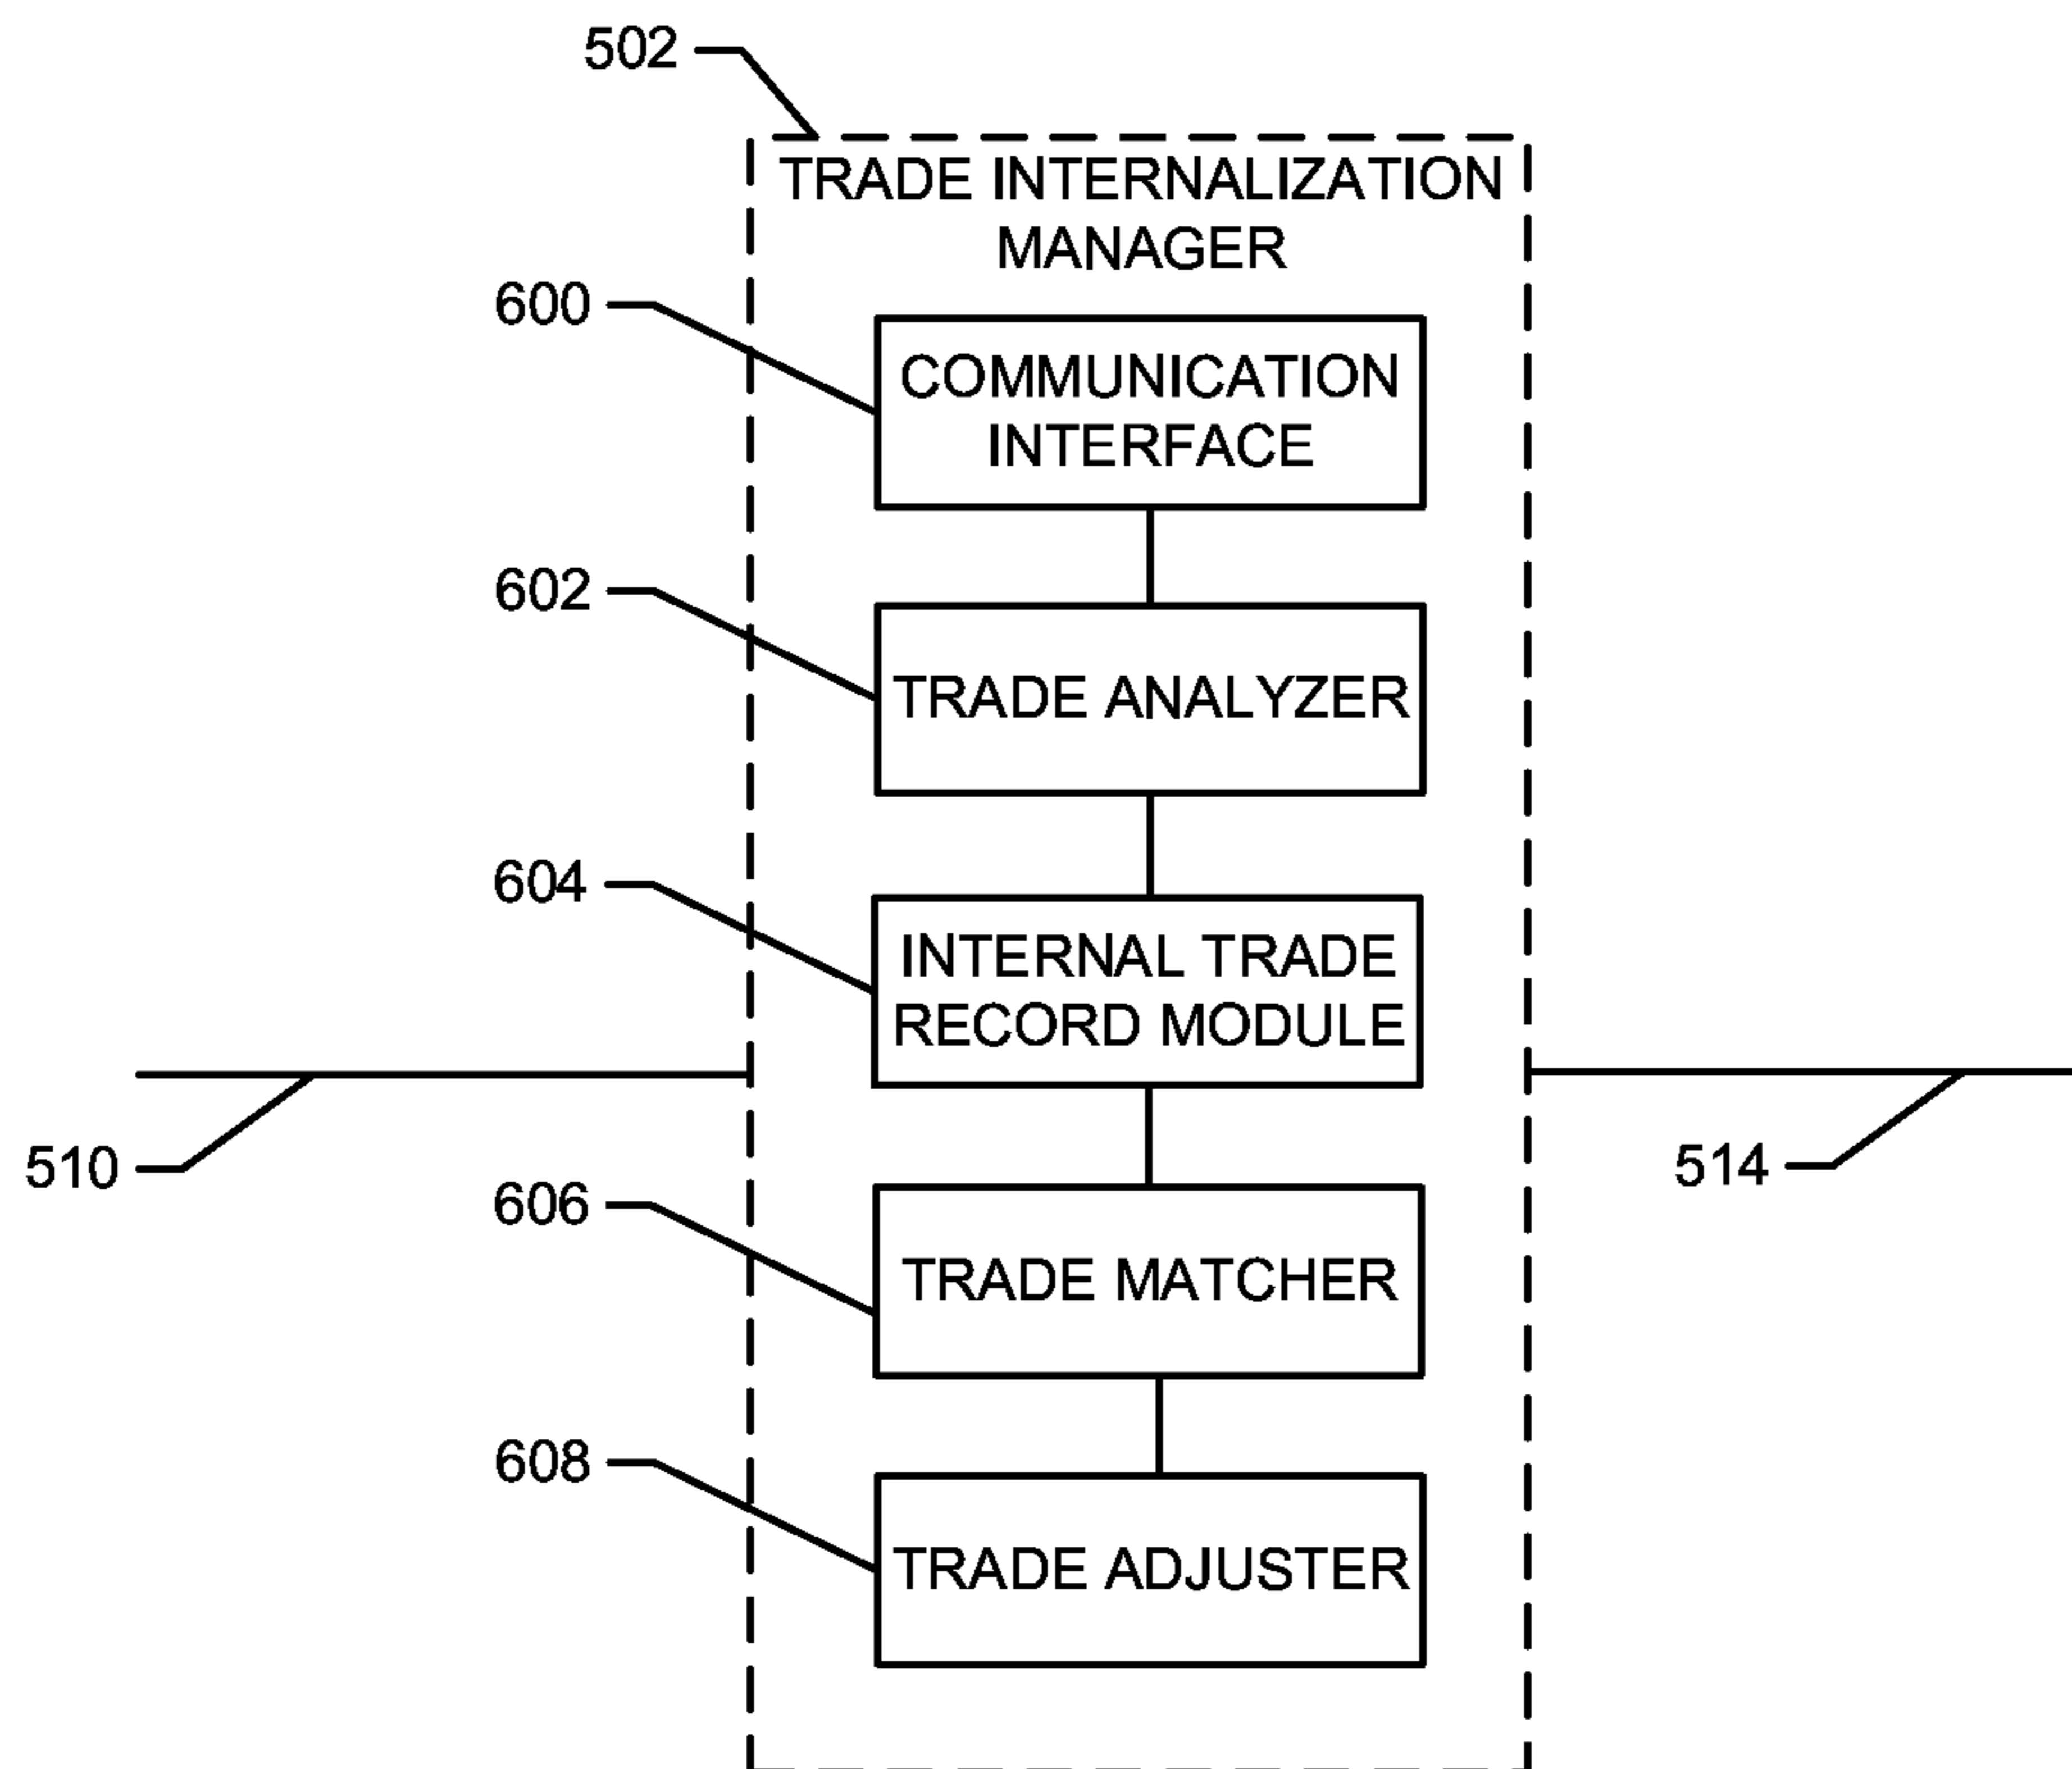 502
TRADE INTERNALIZATION
MANAGER
600
COMMUNICATION
INTERFACE
602
TRADE ANALYZER
604
INTERNAL TRADE
RECORD MODULE
510
514
606
TRADE MATCHER
608
TRADE ADJUSTER